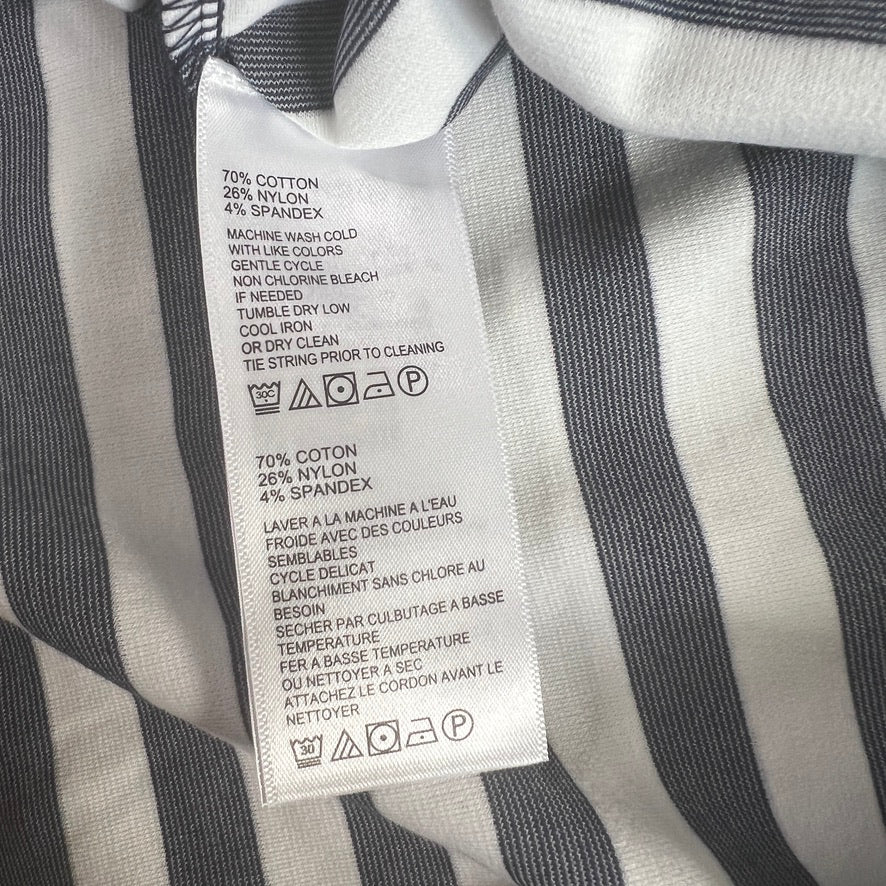 70% COTTON
26% NYLON
4% SPANDEX
MACHINE WASH COLD
WITH LIKE COLORS
GENTLE CYCLE
NON CHLORINE BLEACH
IF NEEDED
TUMBLE DRY LOW
COOL IRON
OR DRY CLEAN
TIE STRING PRIOR TO CLEANING
30C P
70% COTON
26% NYLON
4% SPANDEX
LAVER A LA MACHINE A L'EAU
FROIDE AVEC DES COULEURS
SEMBLABLES
CYCLE DELICAT
BLANCHIMENT SANS CHLORE AU
BESOIN
SECHER PAR CULBUTAGE A BASSE
TEMPERATURE
FER A BASSE TEMPERATURE
OU NETTOYER A SEC
ATTACHEZ LE CORDON AVANT LE
NETTOYER
30 P